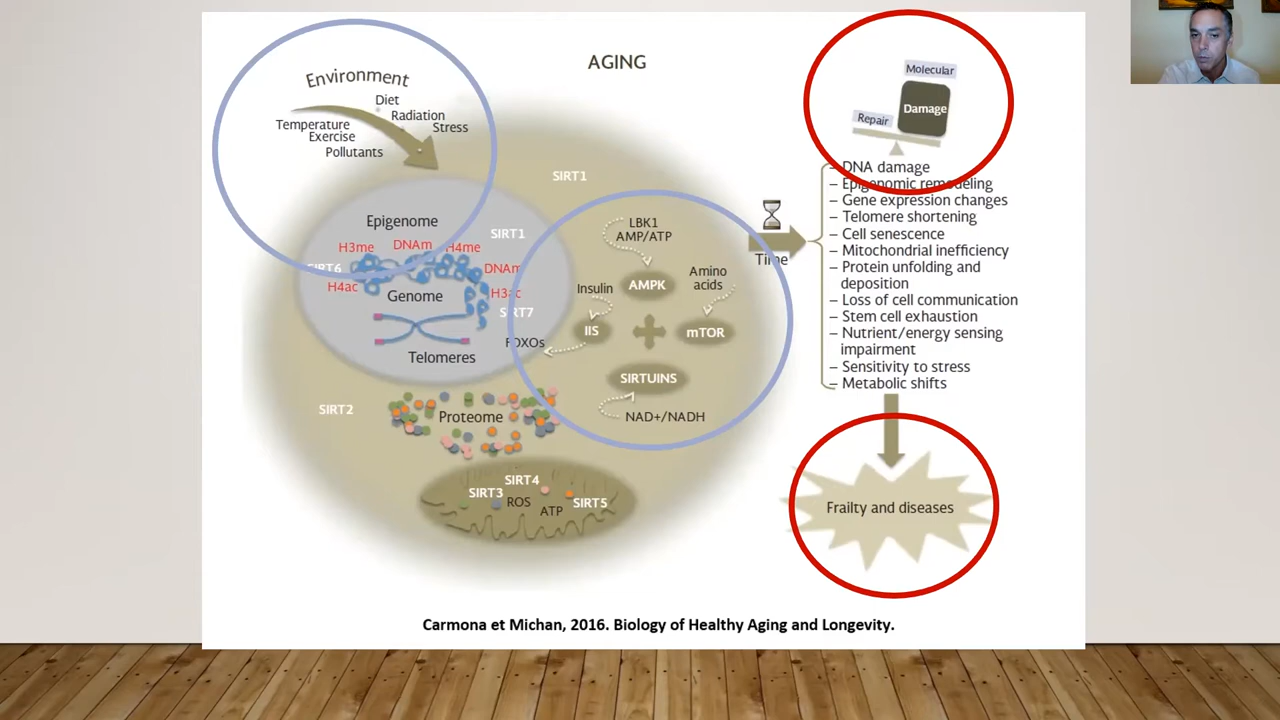 AGING
Environment
Diet
Radiation
Temperature
Stress
Exercise
Pollutants
SIRT1
Epigenome
SIRT1
H3me
DNAm
H4me
SIRT6
DNAm
H4ac
Genome
H3ac
SIRT7
FOXOs
Telomeres
LBK1
AMP/ATP
Amino
acids
AMPK
Insulin
IIS
mTOR
SIRTUINS
NAD+/NADH
SIRT2
Proteome
SIRT4
SIRT3
ROS
SIRT5
ATP
Time
Molecular
Damage
Repair
– DNA damage
– Epigenomic remodeling
– Gene expression changes
– Telomere shortening
– Cell senescence
– Mitochondrial inefficiency
– Protein unfolding and
deposition
– Loss of cell communication
– Stem cell exhaustion
– Nutrient/energy sensing
impairment
– Sensitivity to stress
– Metabolic shifts
Frailty and diseases
Carmona et Michan, 2016. Biology of Healthy Aging and Longevity.